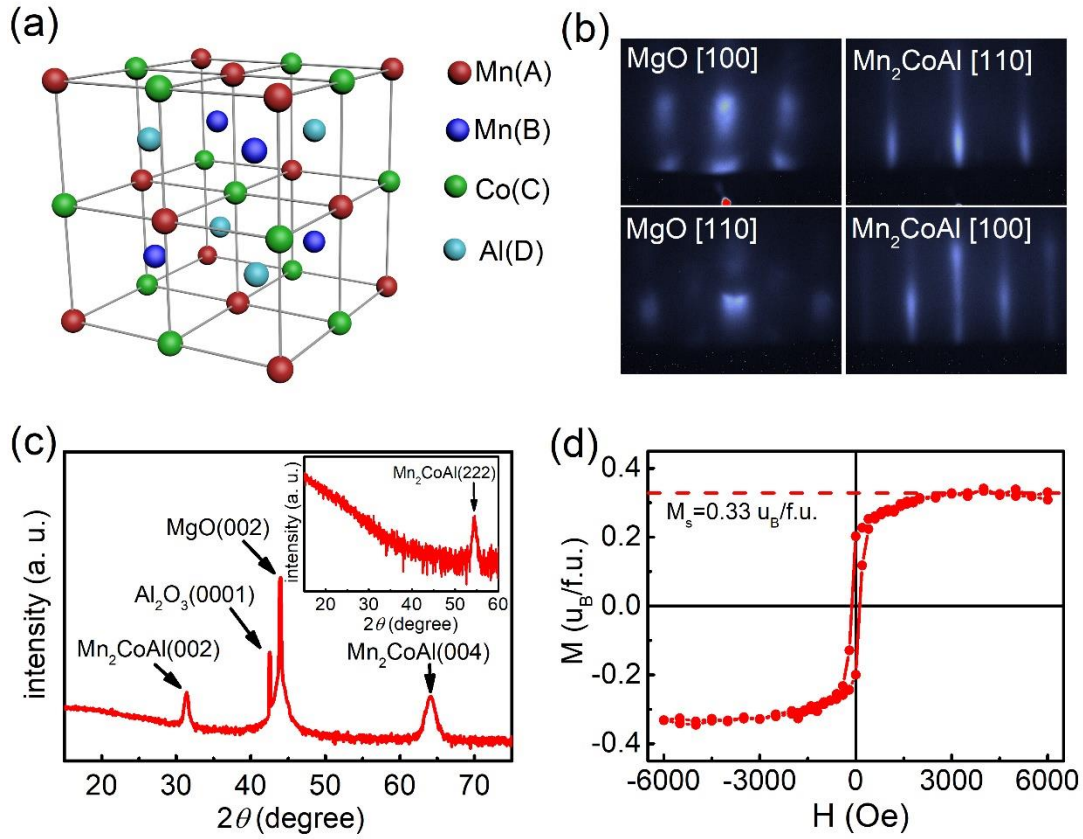 (a)
Mn(A)
Mn(B)
Co(C)
Al(D)
(b)
MgO [100]
Mn₂CoAl [110]
MgO [110]
Mn₂CoAl [100]
(c)
intensity (a. u.)
Mn₂CoAl(002)
Al₂O₃(0001)
MgO(002)
Mn₂CoAl(004)
20 30 40 50 60 70
2θ (degree)
intensity (a. u.)
Mn₂CoAl(222)
20 30 40 50 60
2θ (degree)
(d)
M (u_B/f.u.)
0.4
0.2
0.0
-0.2
-0.4
M_s=0.33 u_B/f.u.
-6000 -3000 0 3000 6000
H (Oe)